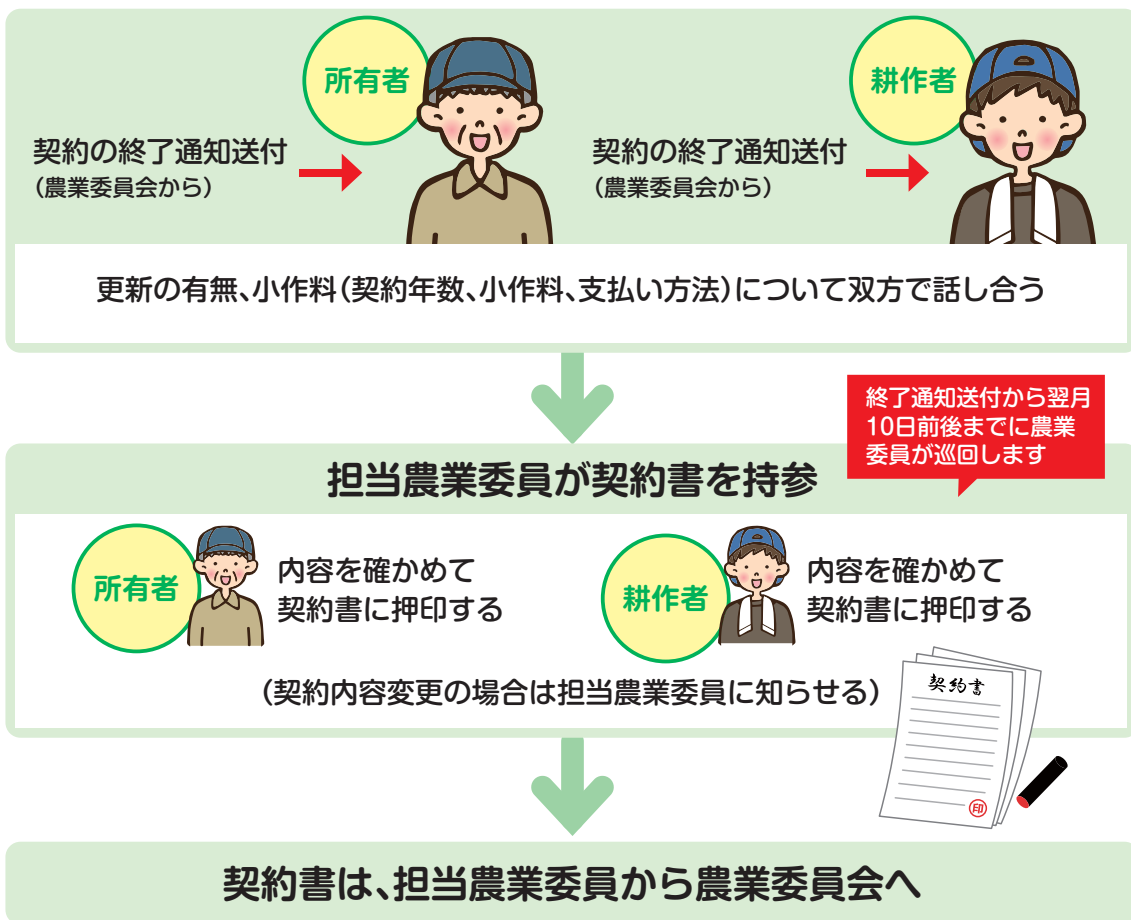 所有者
契約の終了通知送付
（農業委員会から）
耕作者
契約の終了通知送付
（農業委員会から）
更新の有無、小作料（契約年数、小作料、支払い方法）について双方で話し合う
終了通知送付から翌月
10日前後までに農業
委員が巡回します
担当農業委員が契約書を持参
所有者
内容を確かめて
契約書に押印する
耕作者
内容を確かめて
契約書に押印する
（契約内容変更の場合は担当農業委員に知らせる）
契約書
印
契約書は、担当農業委員から農業委員会へ